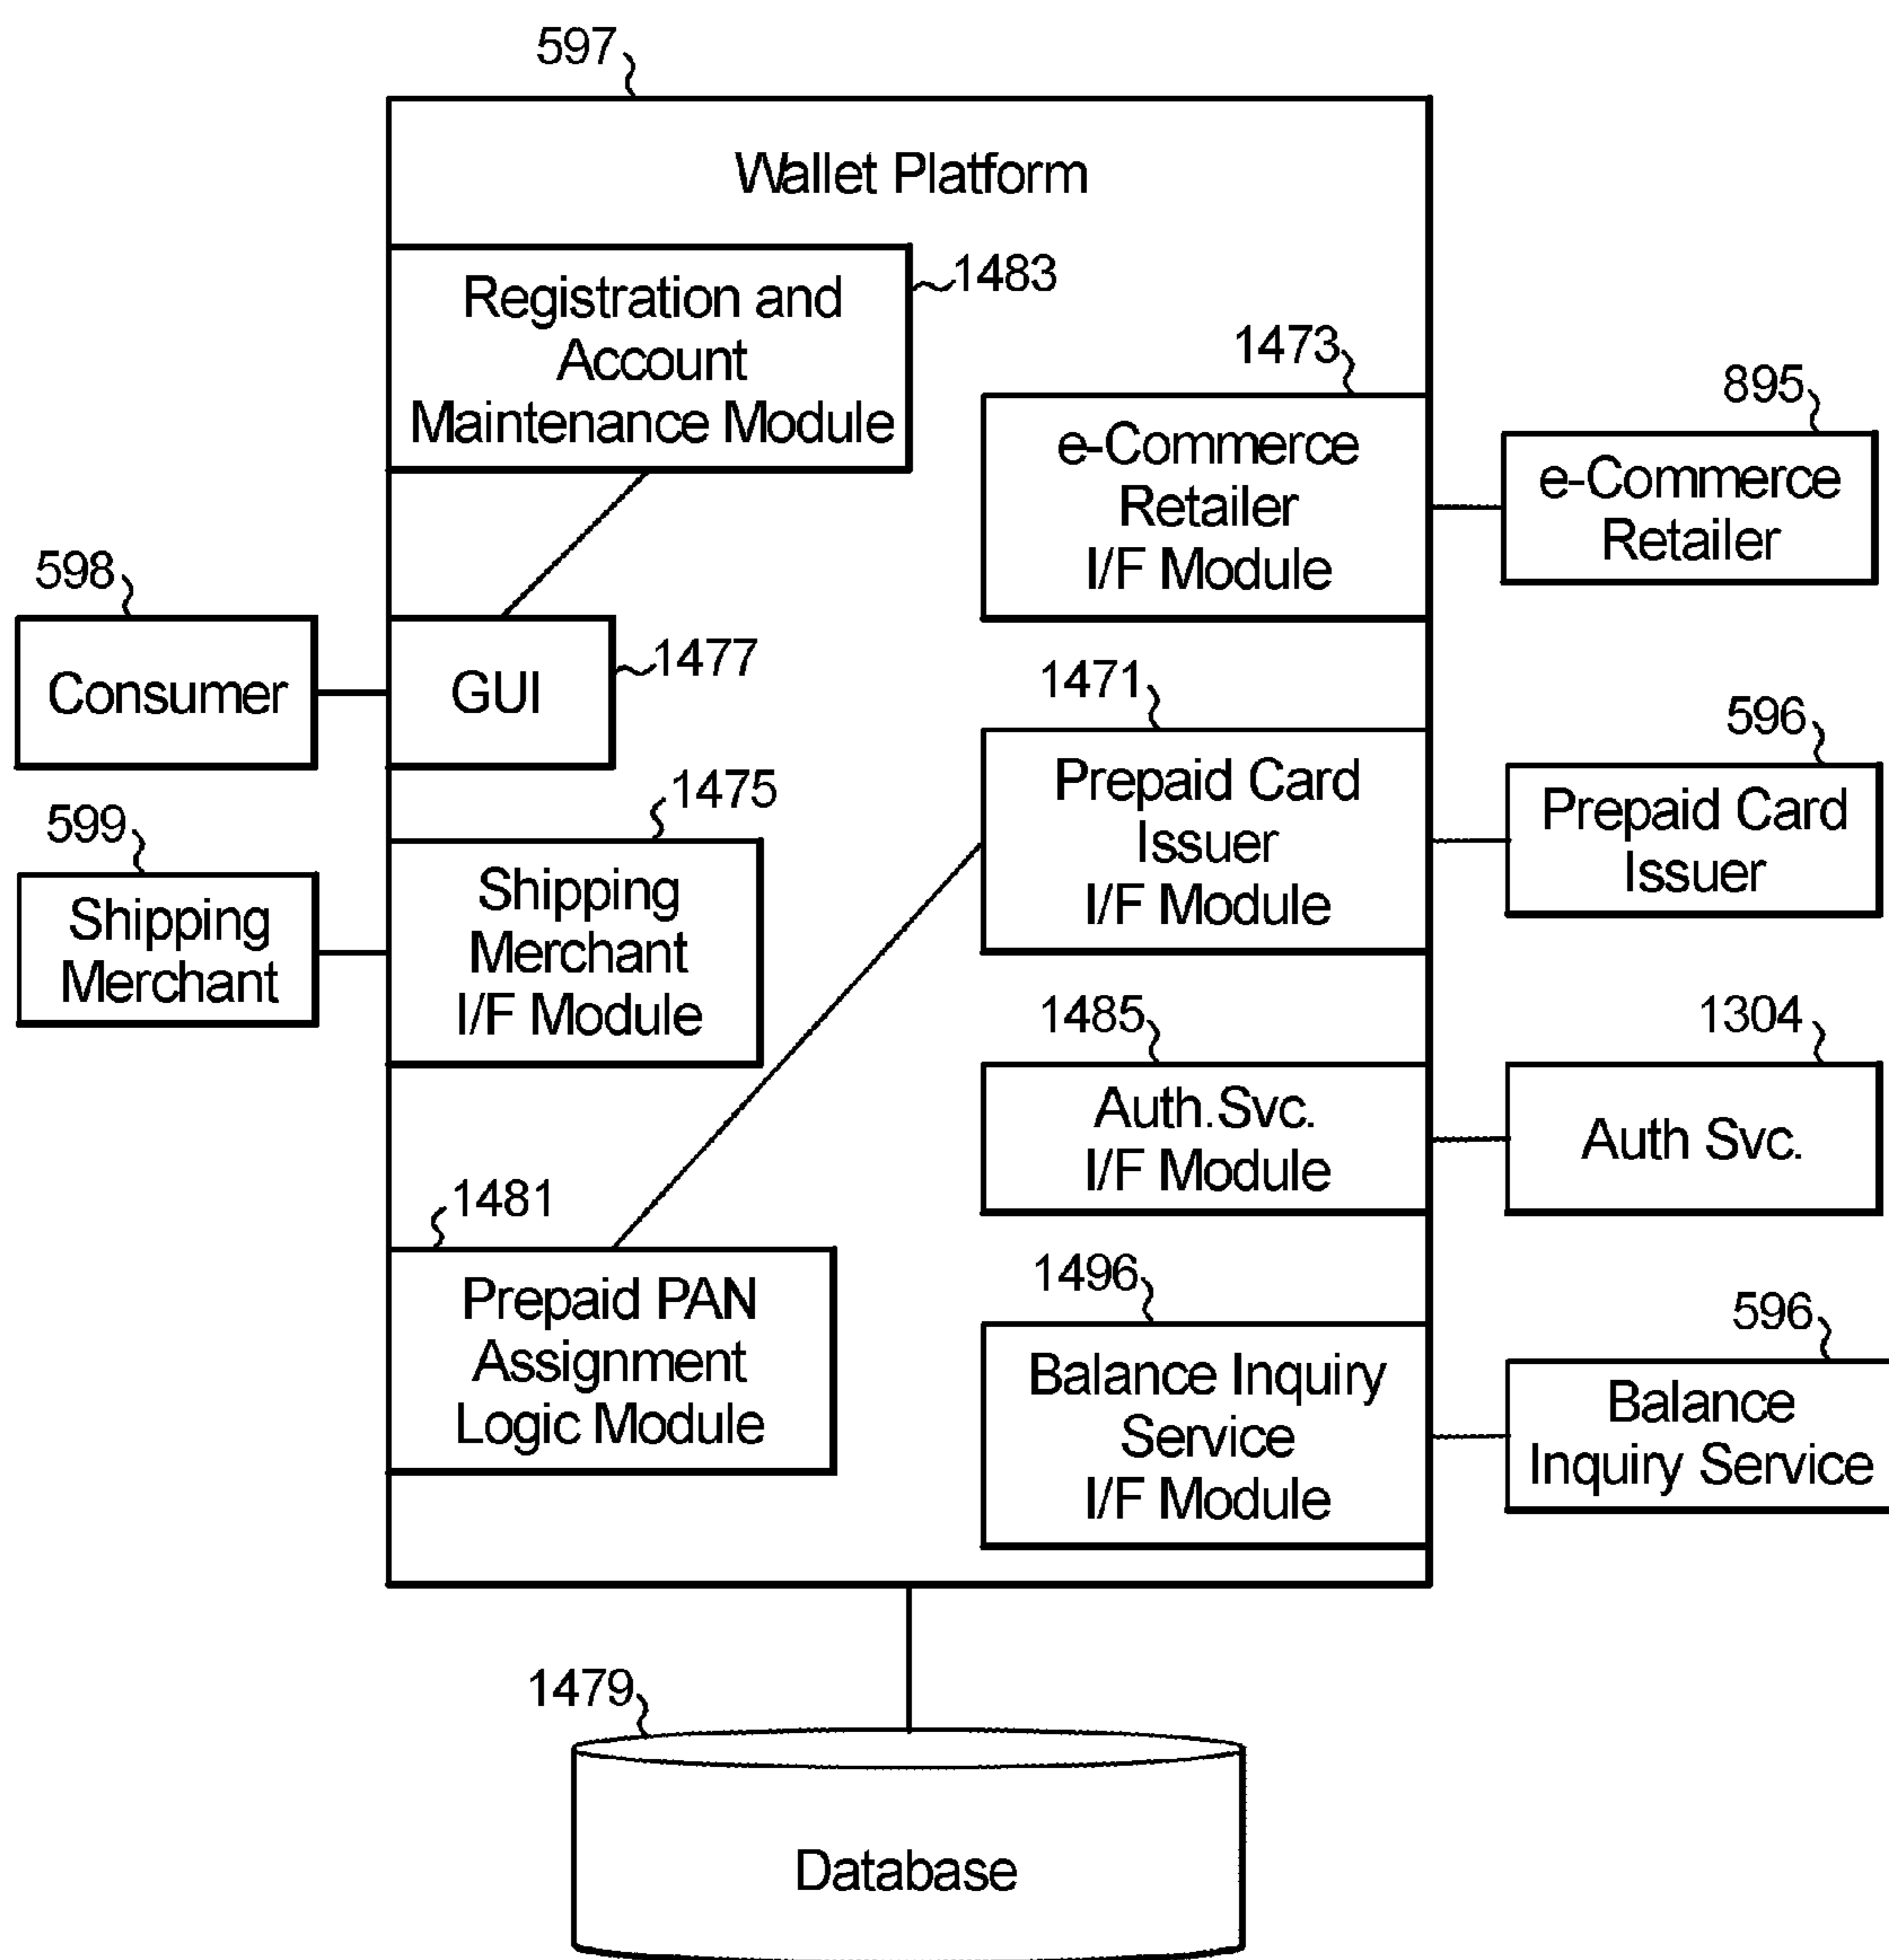 597
Wallet Platform
Registration and
Account
Maintenance Module
1483
1473
e-Commerce
Retailer
I/F Module
895
e-Commerce
Retailer
598
Consumer
GUI
1477
1471
Prepaid Card
Issuer
I/F Module
596
Prepaid Card
Issuer
599
Shipping
Merchant
1475
Shipping
Merchant
I/F Module
1485
Auth.Svc.
I/F Module
1304
Auth Svc.
1481
Prepaid PAN
Assignment
Logic Module
1496
Balance Inquiry
Service
I/F Module
596
Balance
Inquiry Service
1479
Database